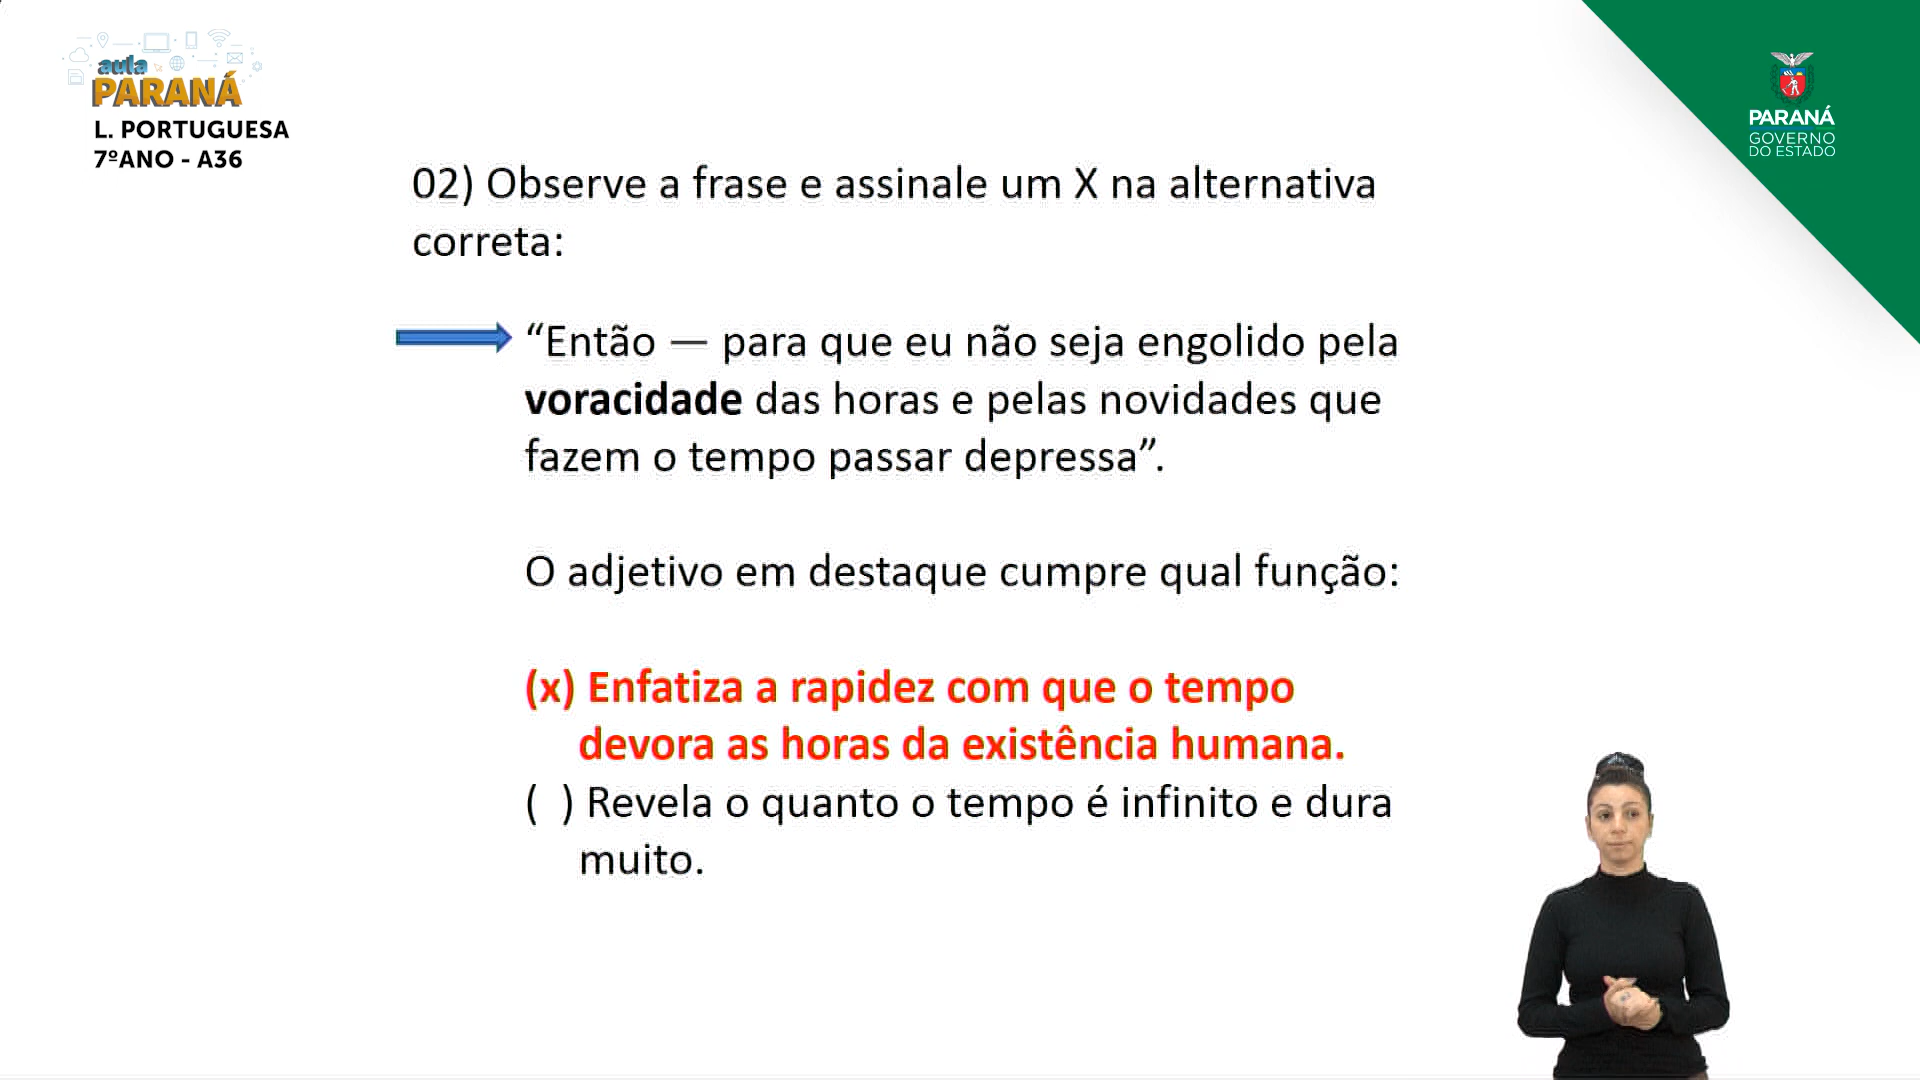 aula
PARANÁ
L. PORTUGUESA
7ºANO - A36
PARANÁ
GOVERNO
DO ESTADO
02) Observe a frase e assinale um X na alternativa
correta:
“Então — para que eu não seja engolido pela
voracidade das horas e pelas novidades que
fazem o tempo passar depressa”.
O adjetivo em destaque cumpre qual função:
(x) Enfatiza a rapidez com que o tempo
devora as horas da existência humana.
( ) Revela o quanto o tempo é infinito e dura
muito.